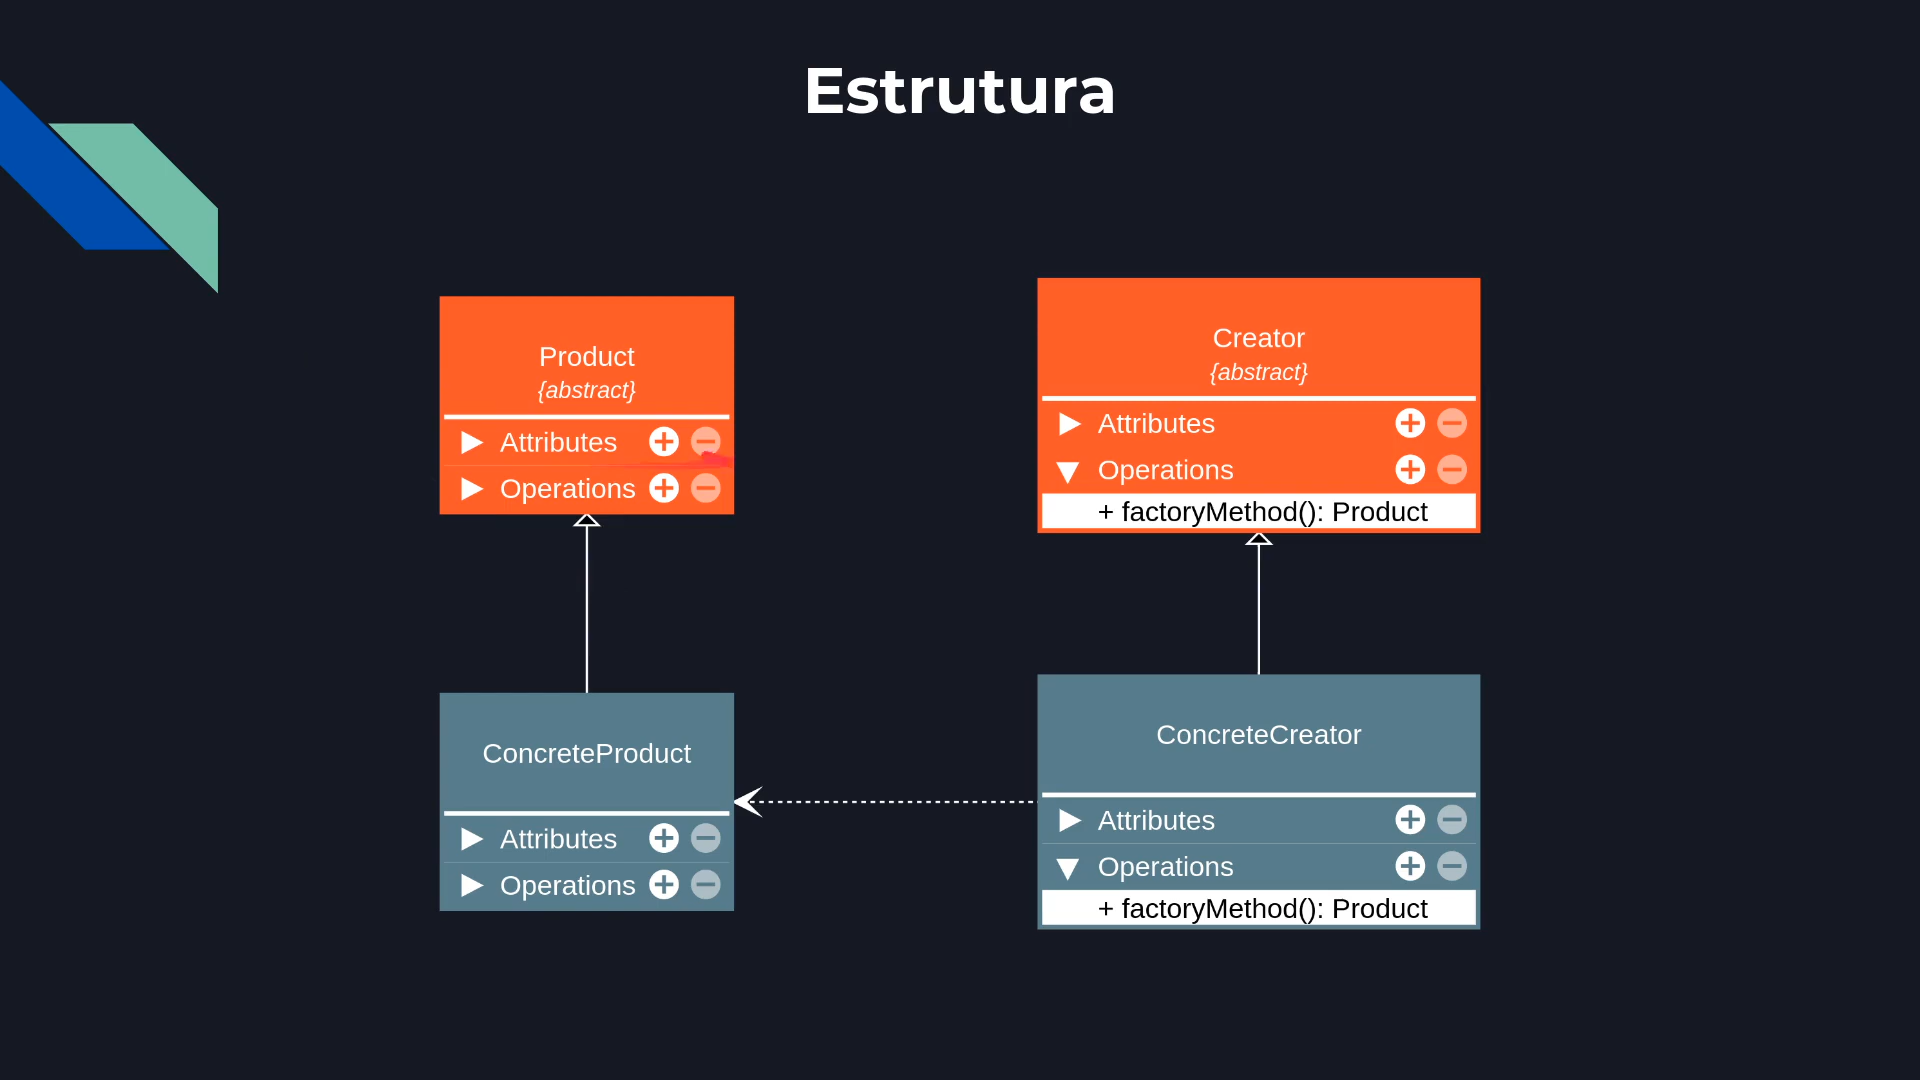 Estrutura
Product
{abstract}
Attributes
Operations
Creator
{abstract}
Attributes
Operations
+ factoryMethod(): Product
ConcreteProduct
Attributes
Operations
ConcreteCreator
Attributes
Operations
+ factoryMethod(): Product